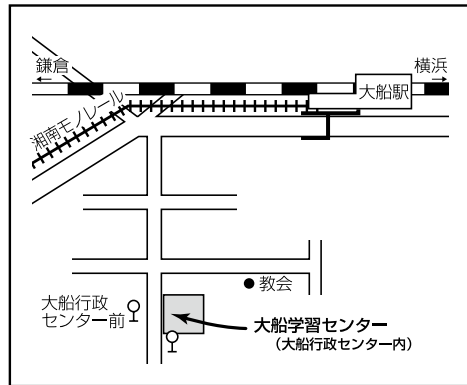 鎌倉
横浜
大船駅
湘南モノレール
教会
大船行政
センター前
大船学習センター
（大船行政センター内）